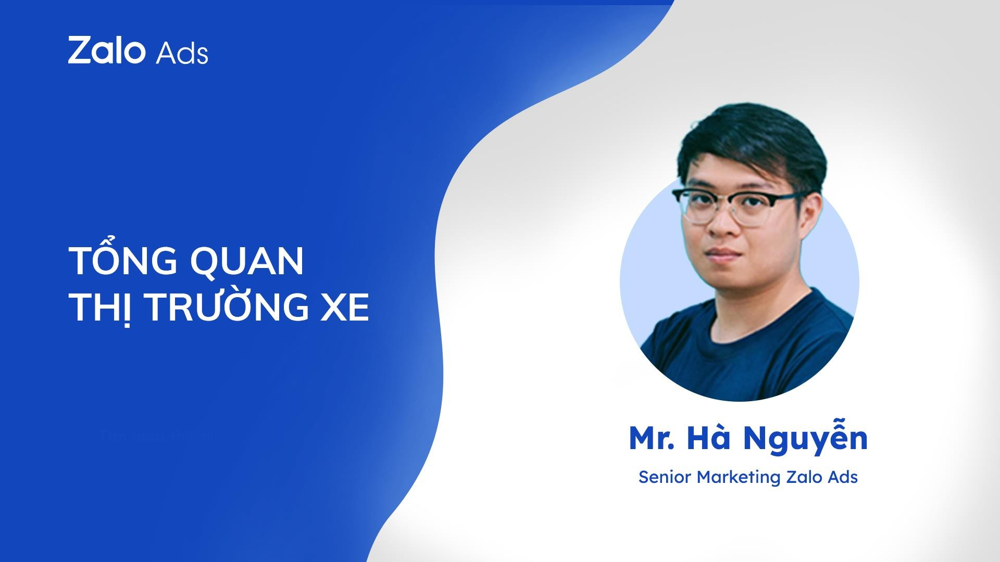 Zalo Ads
TỔNG QUAN
THỊ TRƯỜNG XE
Mr. Hà Nguyễn
Senior Marketing Zalo Ads